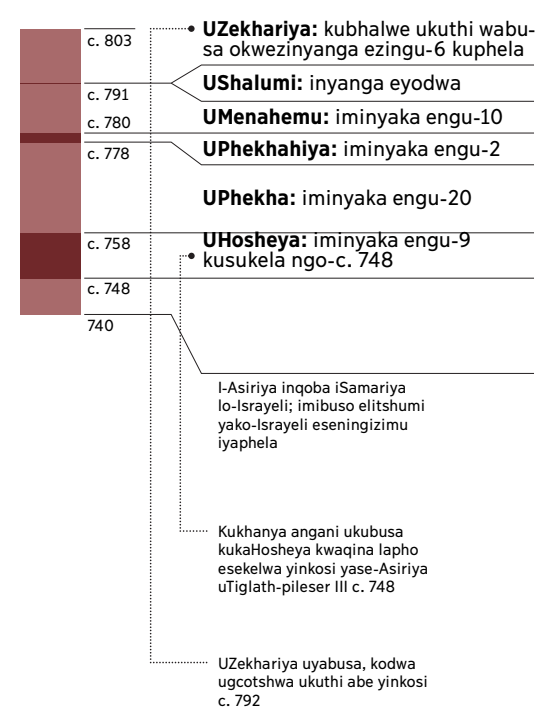 c. 803
UZekhariya: kubhalwe ukuthi wabu-
sa okwezinyanga ezingu-6 kuphela
c. 791
UShalumi: inyanga eyodwa
c. 780
UMenahemu: iminyaka engu-10
c. 778
UPhekhahiya: iminyaka engu-2
UPhekha: iminyaka engu-20
c. 758
UHosheya: iminyaka engu-9
kusukela ngo-c. 748
c. 748
740
I-Asiriya inqoba iSamariya
lo-Israyeli; imibuso elitshumi
yako-Israyeli eseningizimu
iyaphela
Kukhanya angani ukubusa
kukaHosheya kwaqina lapho
esekelwa yinkosi yase-Asiriya
uTiglath-pileser III c. 748
UZekhariya uyabusa, kodwa
ugcotshwa ukuthi abe yinkosi
c. 792